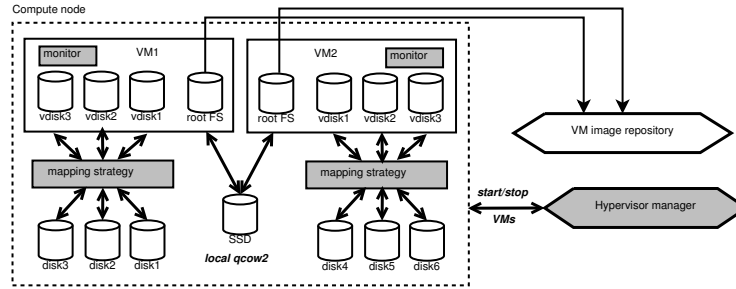 Compute node
monitor VM1 VM2 monitor
vdisk3 vdisk2 vdisk1 root FS root FS vdisk1 vdisk2 vdisk3
VM image repository
mapping strategy mapping strategy
start/stop
VMs
Hypervisor manager
SSD
disk3 disk2 disk1 local qcow2 disk4 disk5 disk6